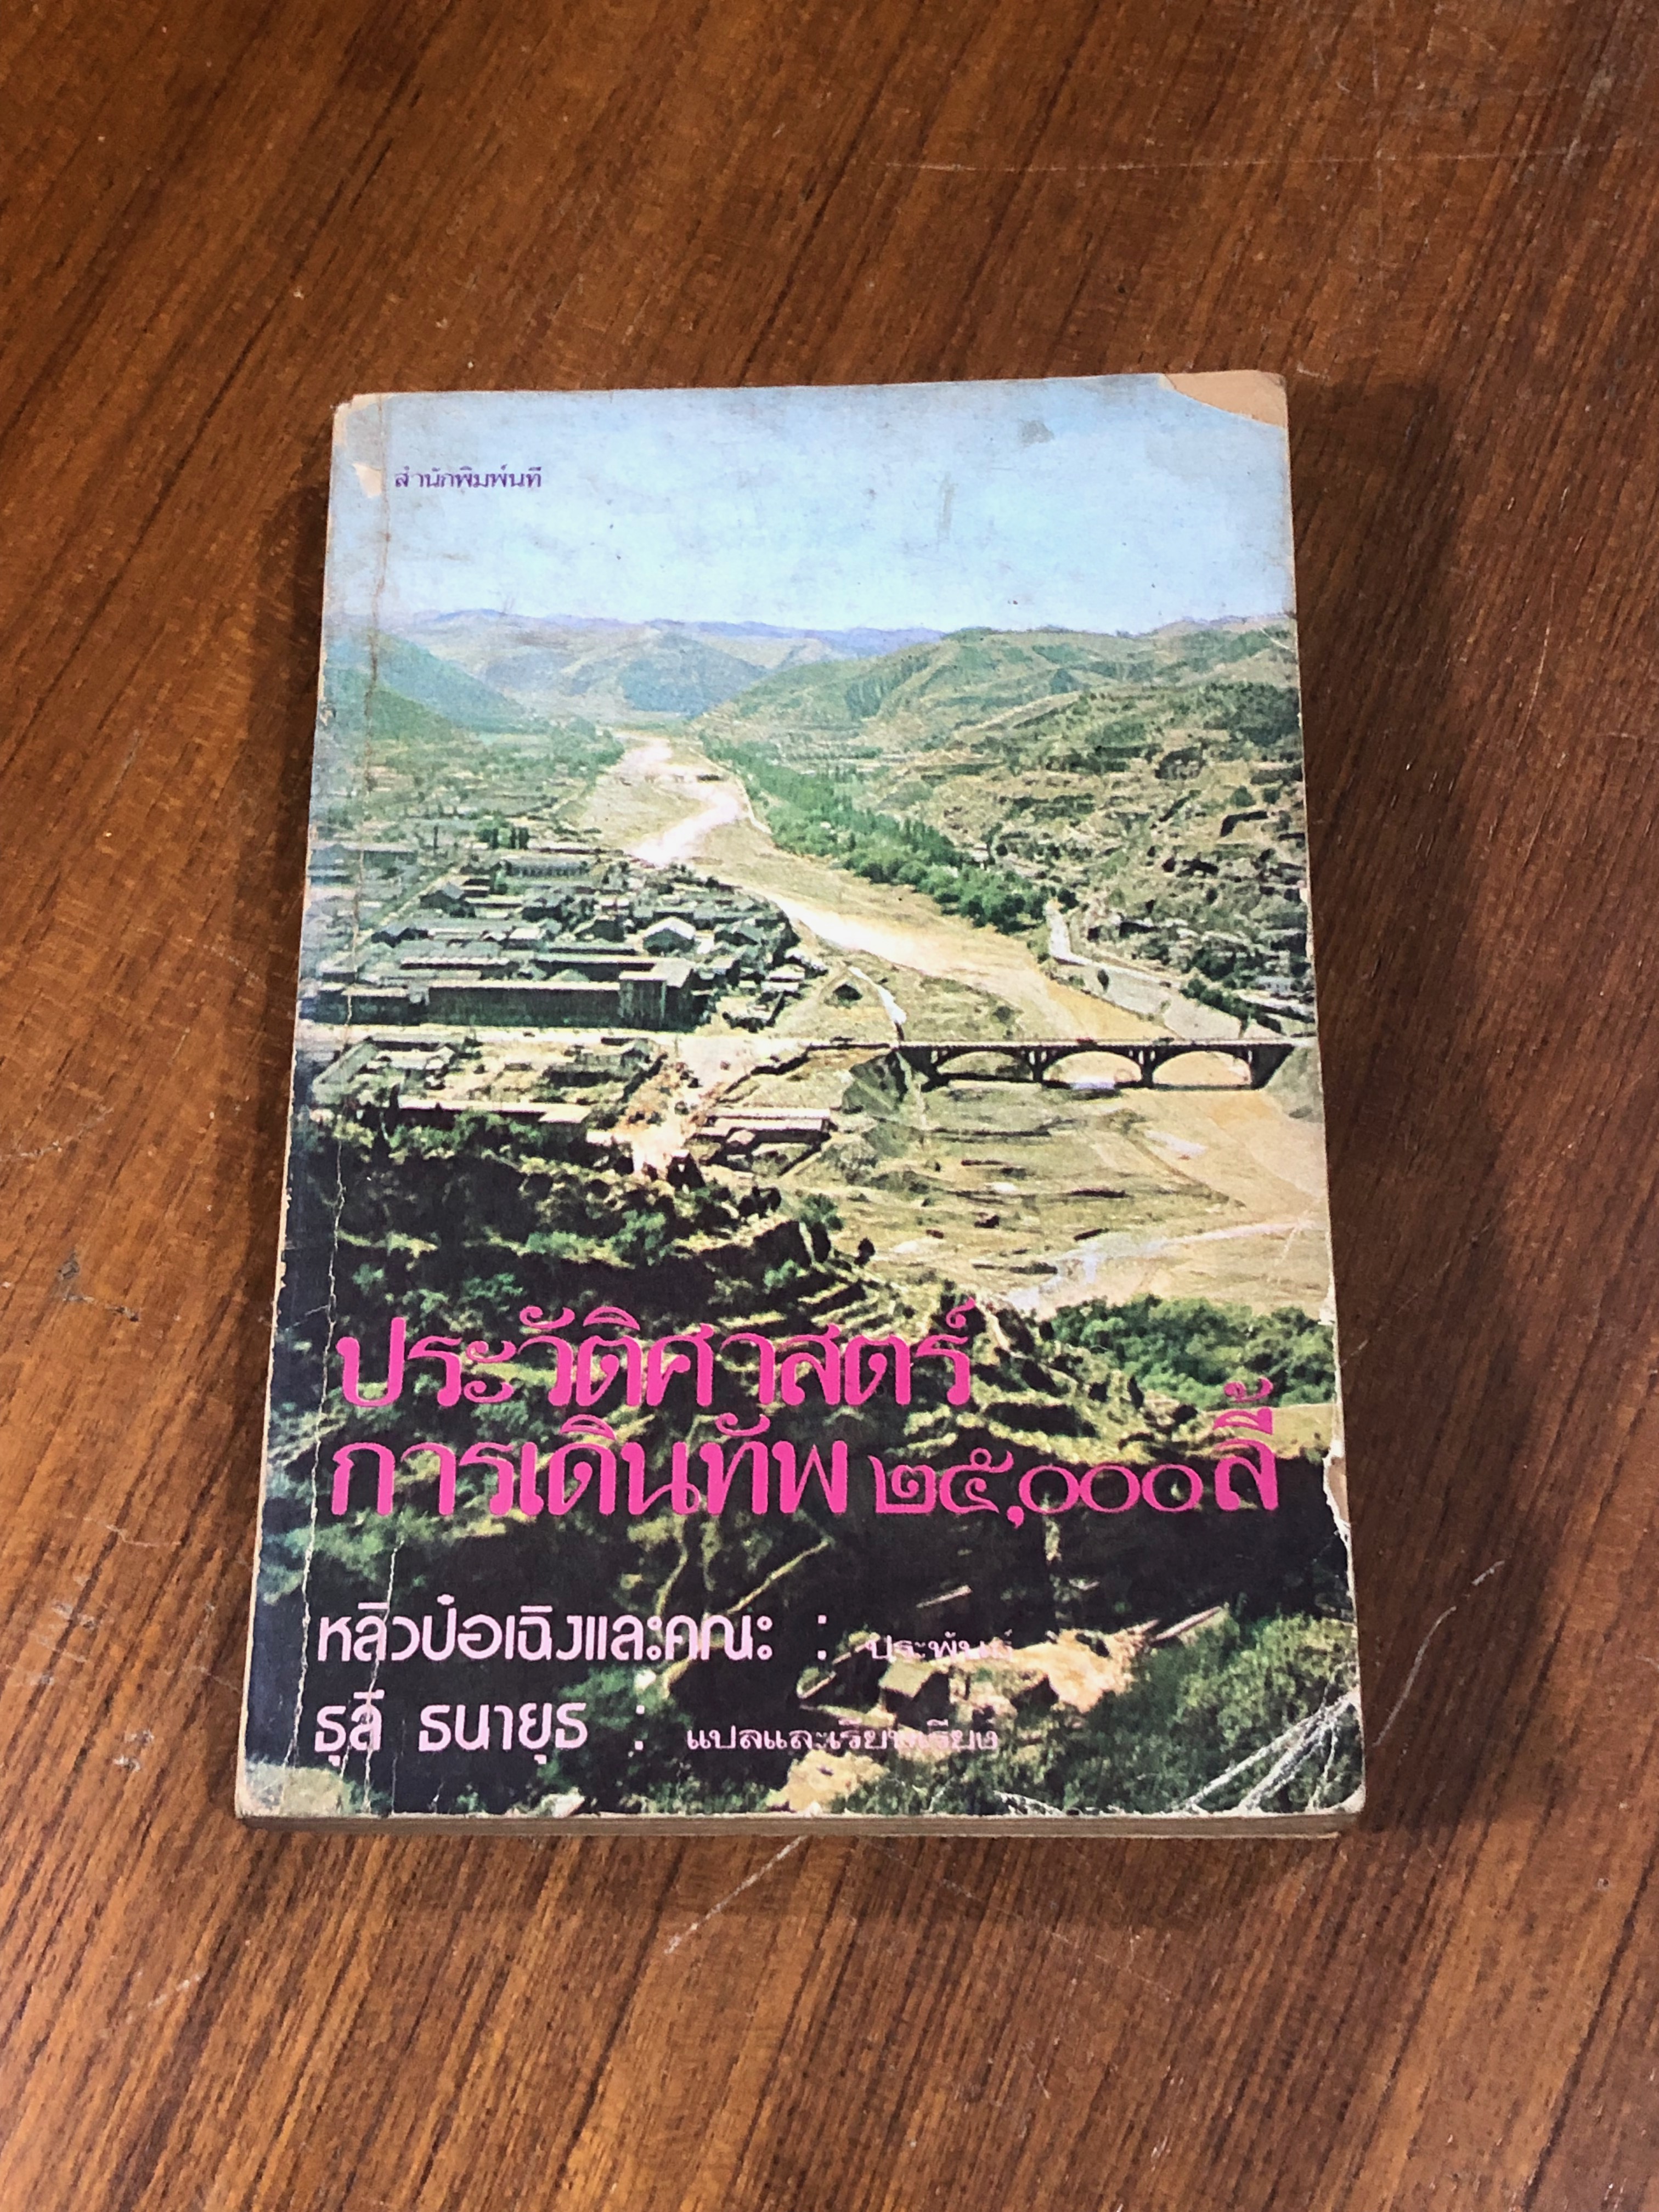 สำนักพิมพ์นที
ประวัติศาสตร์
การเดินทัพ ๒๕,๐๐๐ ลี้
หลิวป๋อเฉิงและคณะ : ประพันธ์
ธุลี ธนายุธ : แปลและเรียบเรียง